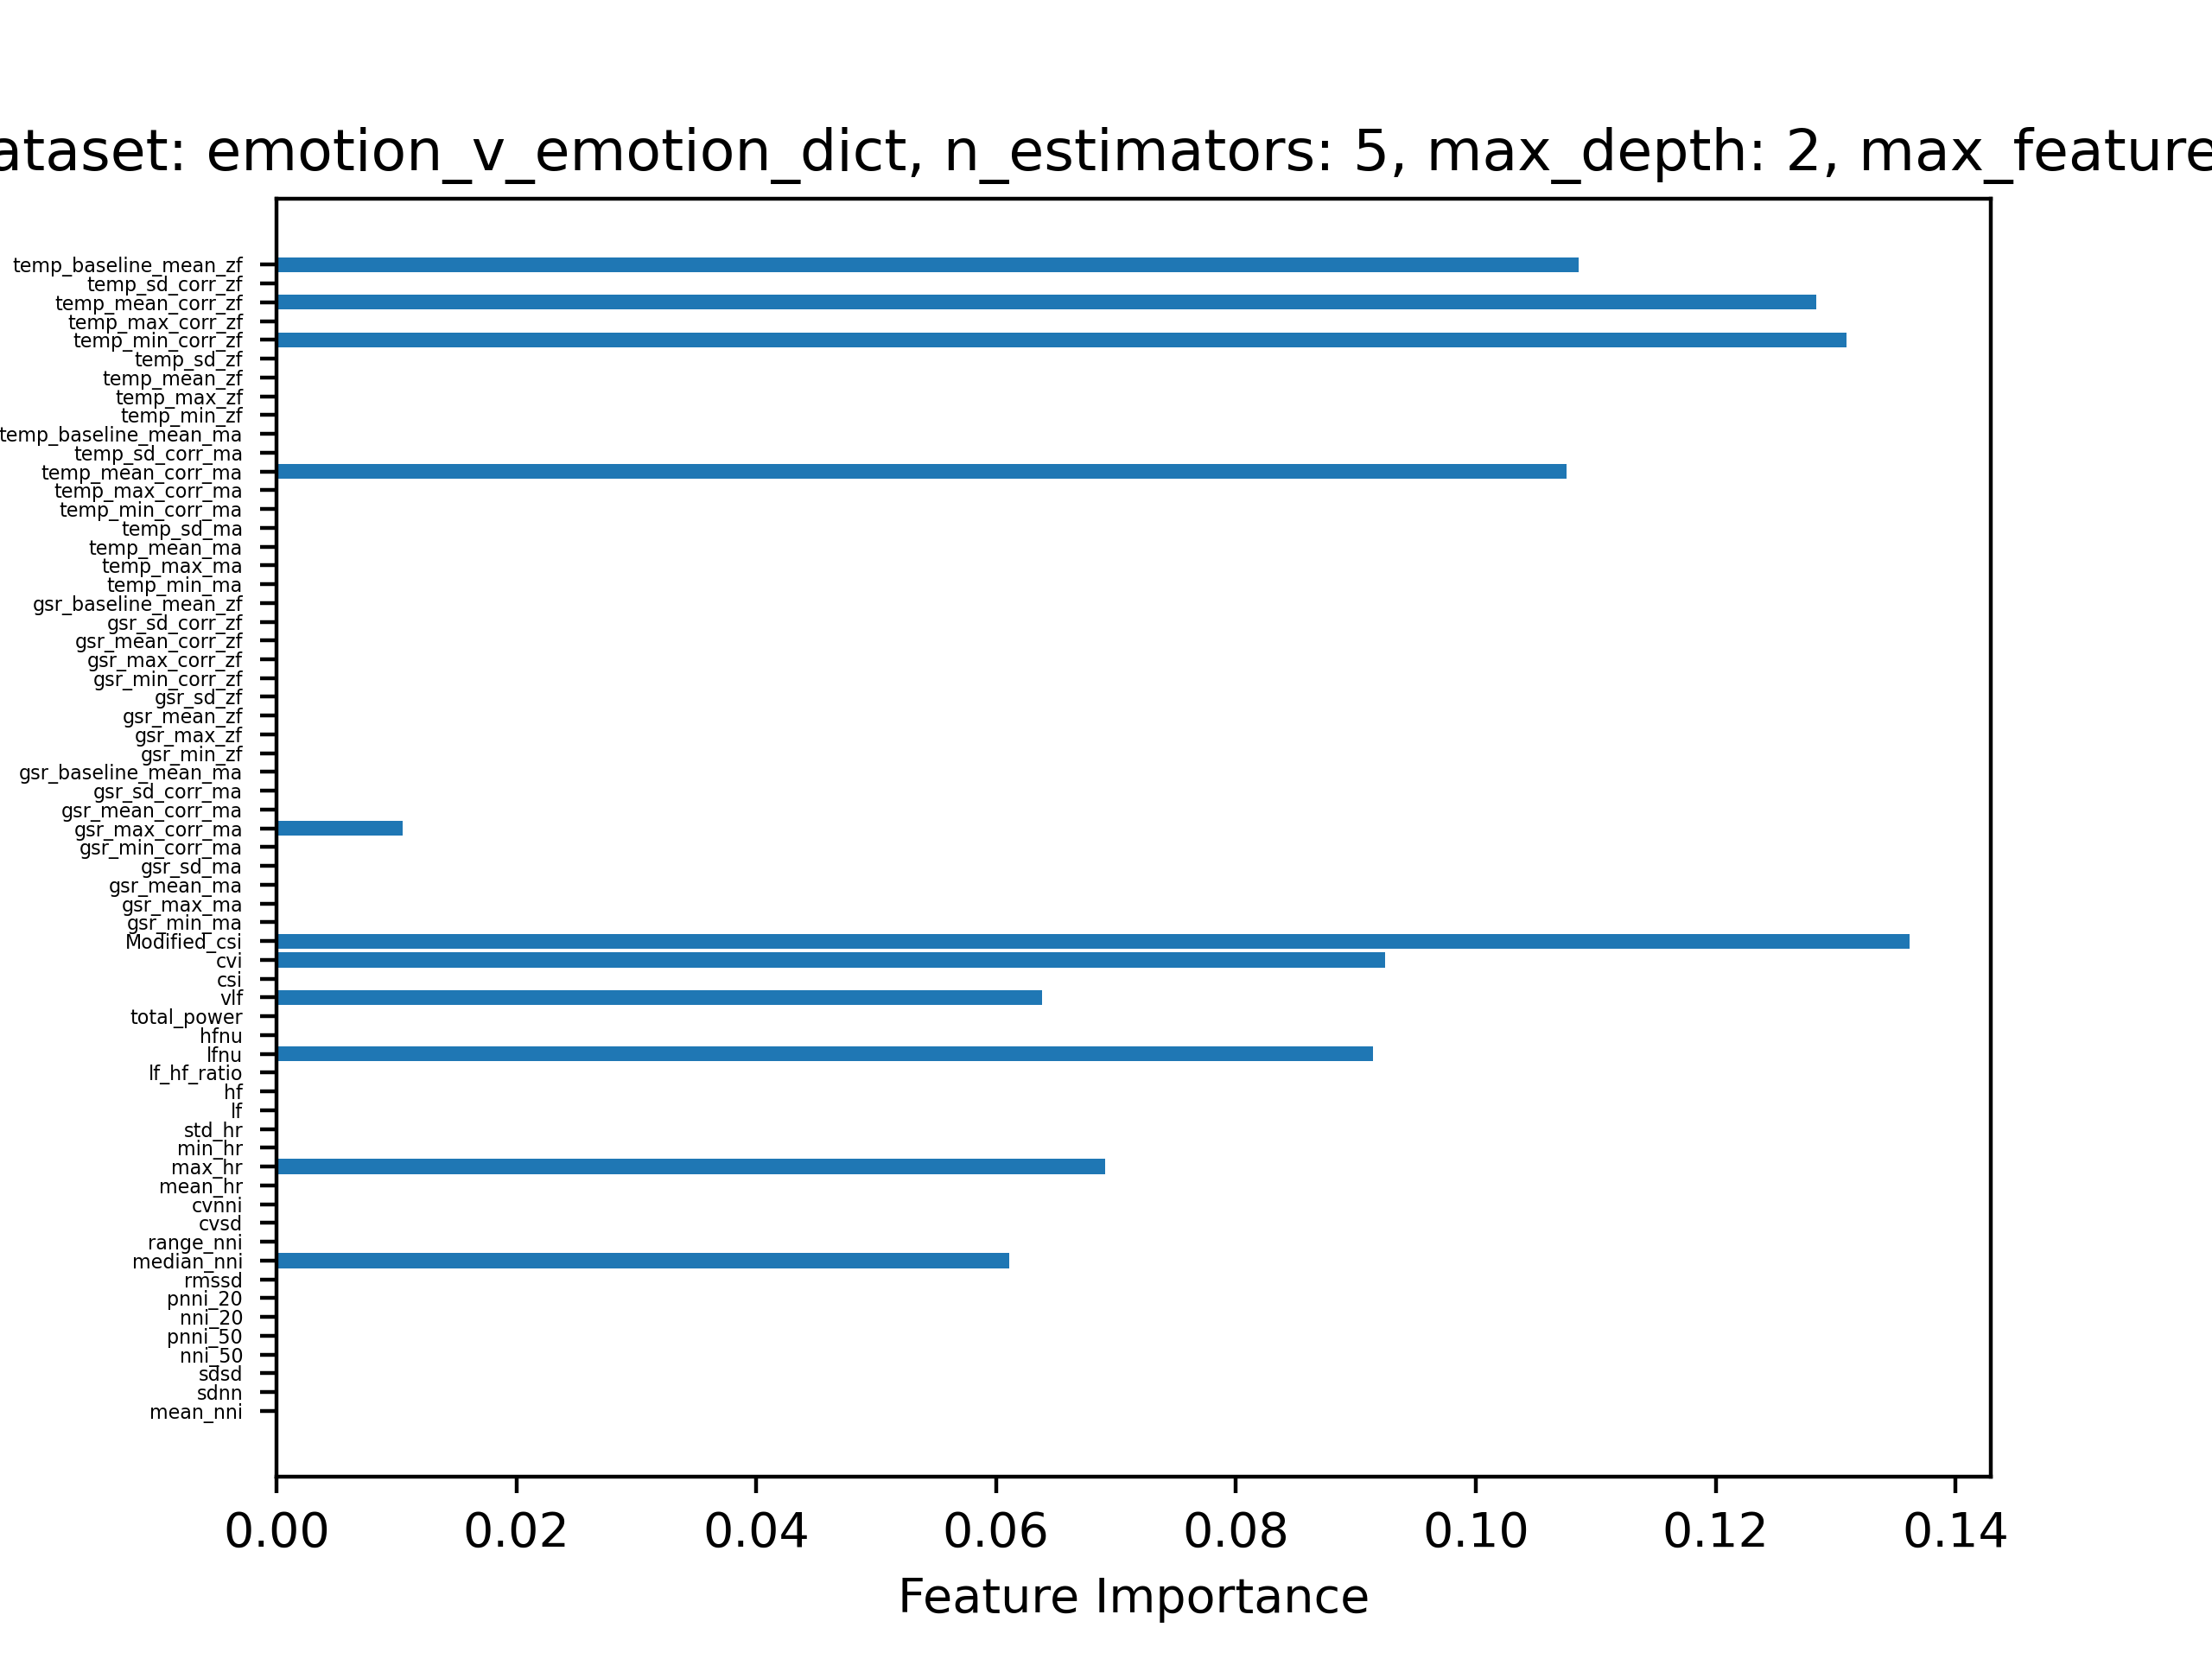 ataset: emotion_v_emotion_dict, n_estimators: 5, max_depth: 2, max_feature
temp_baseline_mean_zf
temp_sd_corr_zf
temp_mean_corr_zf
temp_max_corr_zf
temp_min_corr_zf
temp_sd_zf
temp_mean_zf
temp_max_zf
temp_min_zf
temp_baseline_mean_ma
temp_sd_corr_ma
temp_mean_corr_ma
temp_max_corr_ma
temp_min_corr_ma
temp_sd_ma
temp_mean_ma
temp_max_ma
temp_min_ma
gsr_baseline_mean_zf
gsr_sd_corr_zf
gsr_mean_corr_zf
gsr_max_corr_zf
gsr_min_corr_zf
gsr_sd_zf
gsr_mean_zf
gsr_max_zf
gsr_min_zf
gsr_baseline_mean_ma
gsr_sd_corr_ma
gsr_mean_corr_ma
gsr_max_corr_ma
gsr_min_corr_ma
gsr_sd_ma
gsr_mean_ma
gsr_max_ma
gsr_min_ma
Modified_csi
cvi
csi
vlf
total_power
hfnu
lfnu
lf_hf_ratio
hf
lf
std_hr
min_hr
max_hr
mean_hr
cvnni
cvsd
range_nni
median_nni
rmssd
pnni_20
nni_20
pnni_50
nni_50
sdsd
sdnn
mean_nni
0.00 0.02 0.04 0.06 0.08 0.10 0.12 0.14
Feature Importance